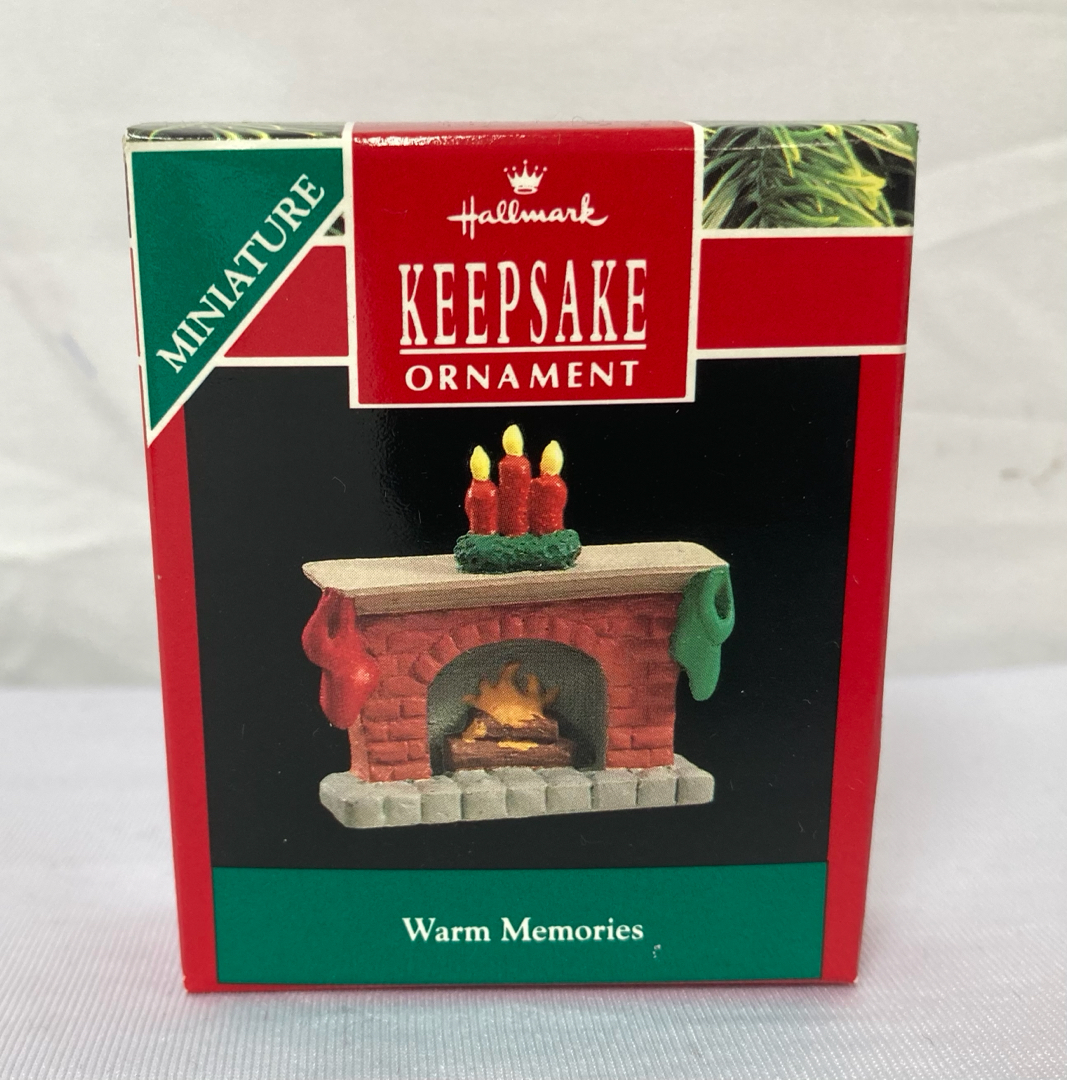 MINIATURE
Hallmark
KEEPSAKE
ORNAMENT
Warm Memories